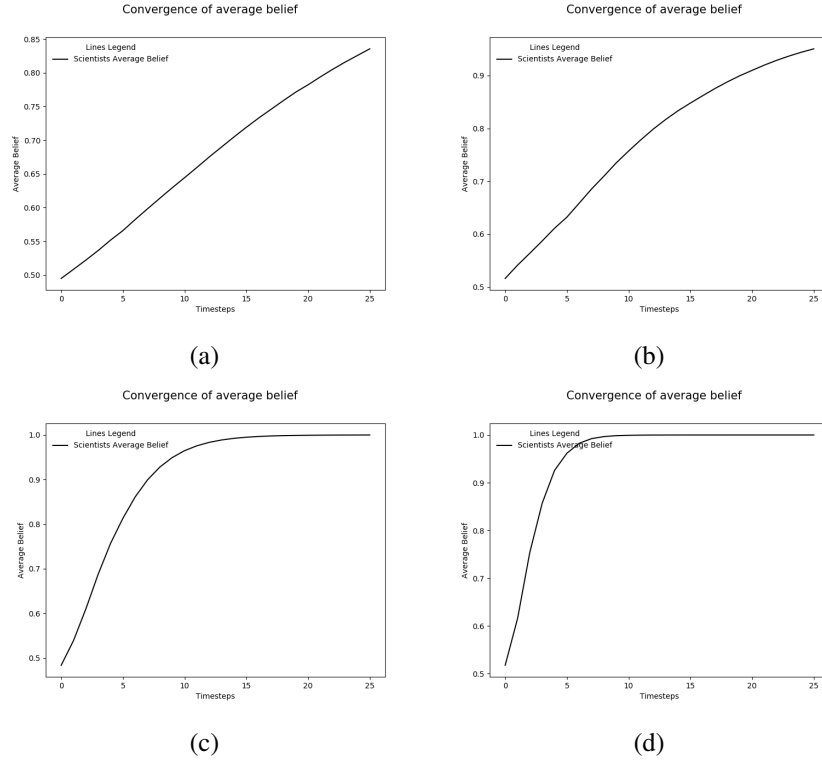 Convergence of average belief
Lines Legend
Scientists Average Belief
Average Belief
0.85
0.80
0.75
0.70
0.65
0.60
0.55
0.50
0 5 10 15 20 25
Timesteps
(a)
Convergence of average belief
Lines Legend
Scientists Average Belief
Average Belief
0.9
0.8
0.7
0.6
0.5
0 5 10 15 20 25
Timesteps
(b)
Convergence of average belief
Lines Legend
Scientists Average Belief
Average Belief
1.0
0.9
0.8
0.7
0.6
0.5
0 5 10 15 20 25
Timesteps
(c)
Convergence of average belief
Lines Legend
Scientists Average Belief
Average Belief
1.0
0.9
0.8
0.7
0.6
0.5
0 5 10 15 20 25
Timesteps
(d)